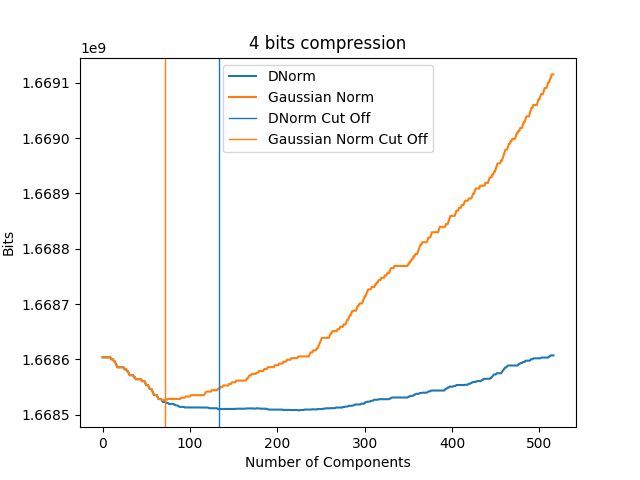 4 bits compression
1e9
1.6691
1.6690
1.6689
1.6688
1.6687
1.6686
1.6685
Bits
DNorm
Gaussian Norm
DNorm Cut Off
Gaussian Norm Cut Off
0 100 200 300 400 500
Number of Components